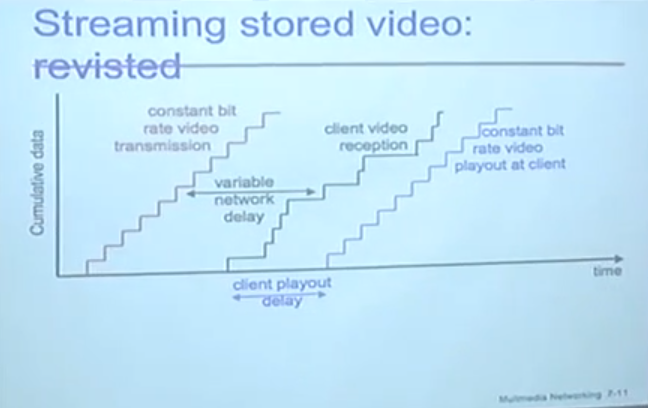 Streaming stored video:
revisted
constant bit
rate video
transmission
Cumulative data
variable
network
delay
client video
reception
constant bit
rate video
playout at client
time
client playout
delay
Multimedia Networking 7-11